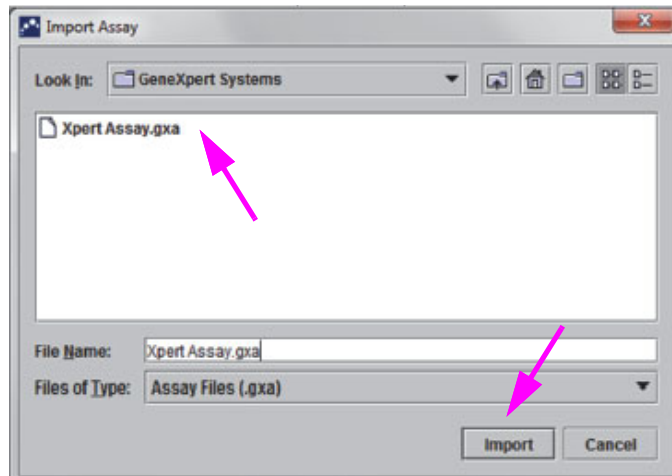 Import Assay
Look In: GeneXpert Systems
Xpert Assay.gxa
File Name: Xpert Assay.gxa
Files of Type: Assay Files (.gxa)
Import Cancel